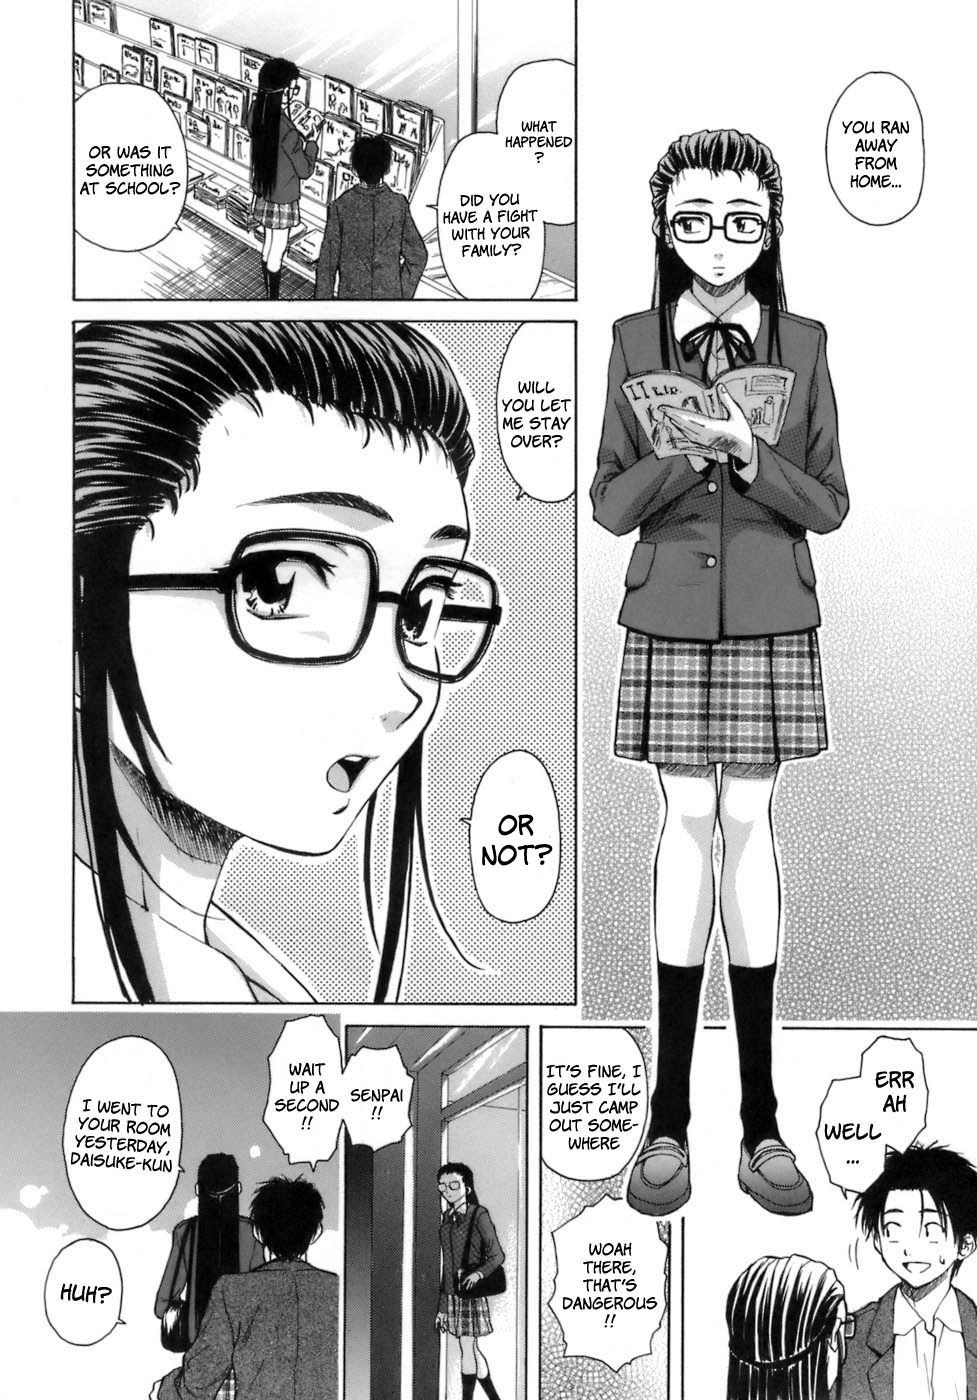 YOU RAN
AWAY
FROM
HOME...
WHAT
HAPPENED
?
DID YOU
HAVE A FIGHT
WITH YOUR
FAMILY?
OR WAS IT
SOMETHING
AT SCHOOL?
WILL
YOU LET
ME STAY
OVER?
OR
NOT?
ERR
AH
WELL
...
IT'S FINE, I
GUESS I'LL
JUST CAMP
OUT SOME-
WHERE
WOAH
THERE,
THAT'S
DANGEROUS
!!
SENPAI
!!
WAIT
UP A
SECOND
!!
I WENT TO
YOUR ROOM
YESTERDAY,
DAISUKE-KUN
HUH?